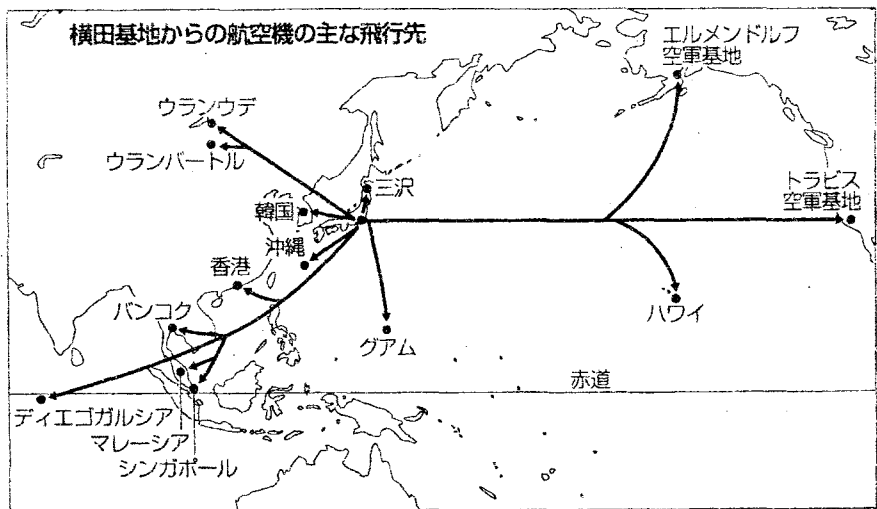 横田基地からの航空機の主な飛行先
エルメンドルフ
空軍基地
ウランウデ
ウランバートル
三沢
トラビス
空軍基地
韓国
沖縄
香港
ハワイ
バンコク
グアム
赤道
ディエゴガルシア
マレーシア
シンガポール